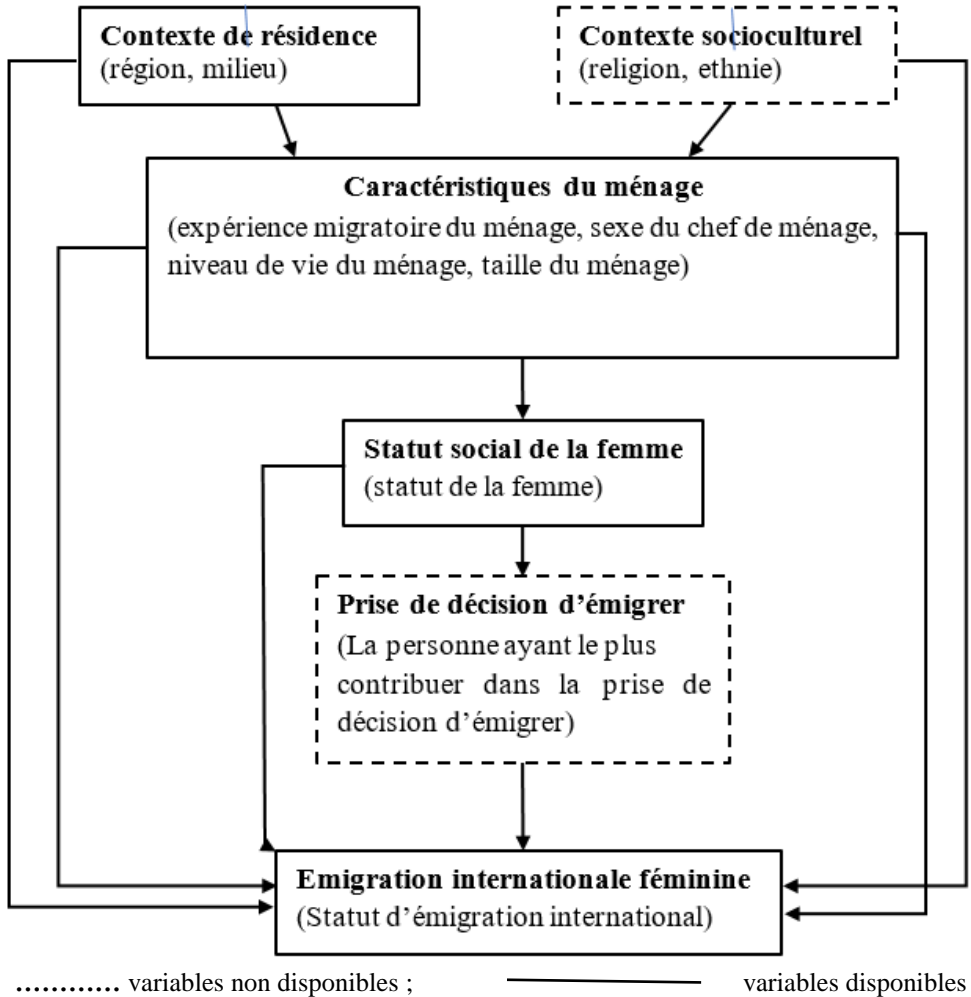 Contexte de résidence
(région, milieu)
Contexte socioculturel
(religion, ethnie)
Caractéristiques du ménage
(expérience migratoire du ménage, sexe du chef de ménage,
niveau de vie du ménage, taille du ménage)
Statut social de la femme
(statut de la femme)
Prise de décision d’émigrer
(La personne ayant le plus
contribuer dans la prise de
décision d’émigrer)
Emigration internationale féminine
(Statut d’émigration international)
………… variables non disponibles ; variables disponibles